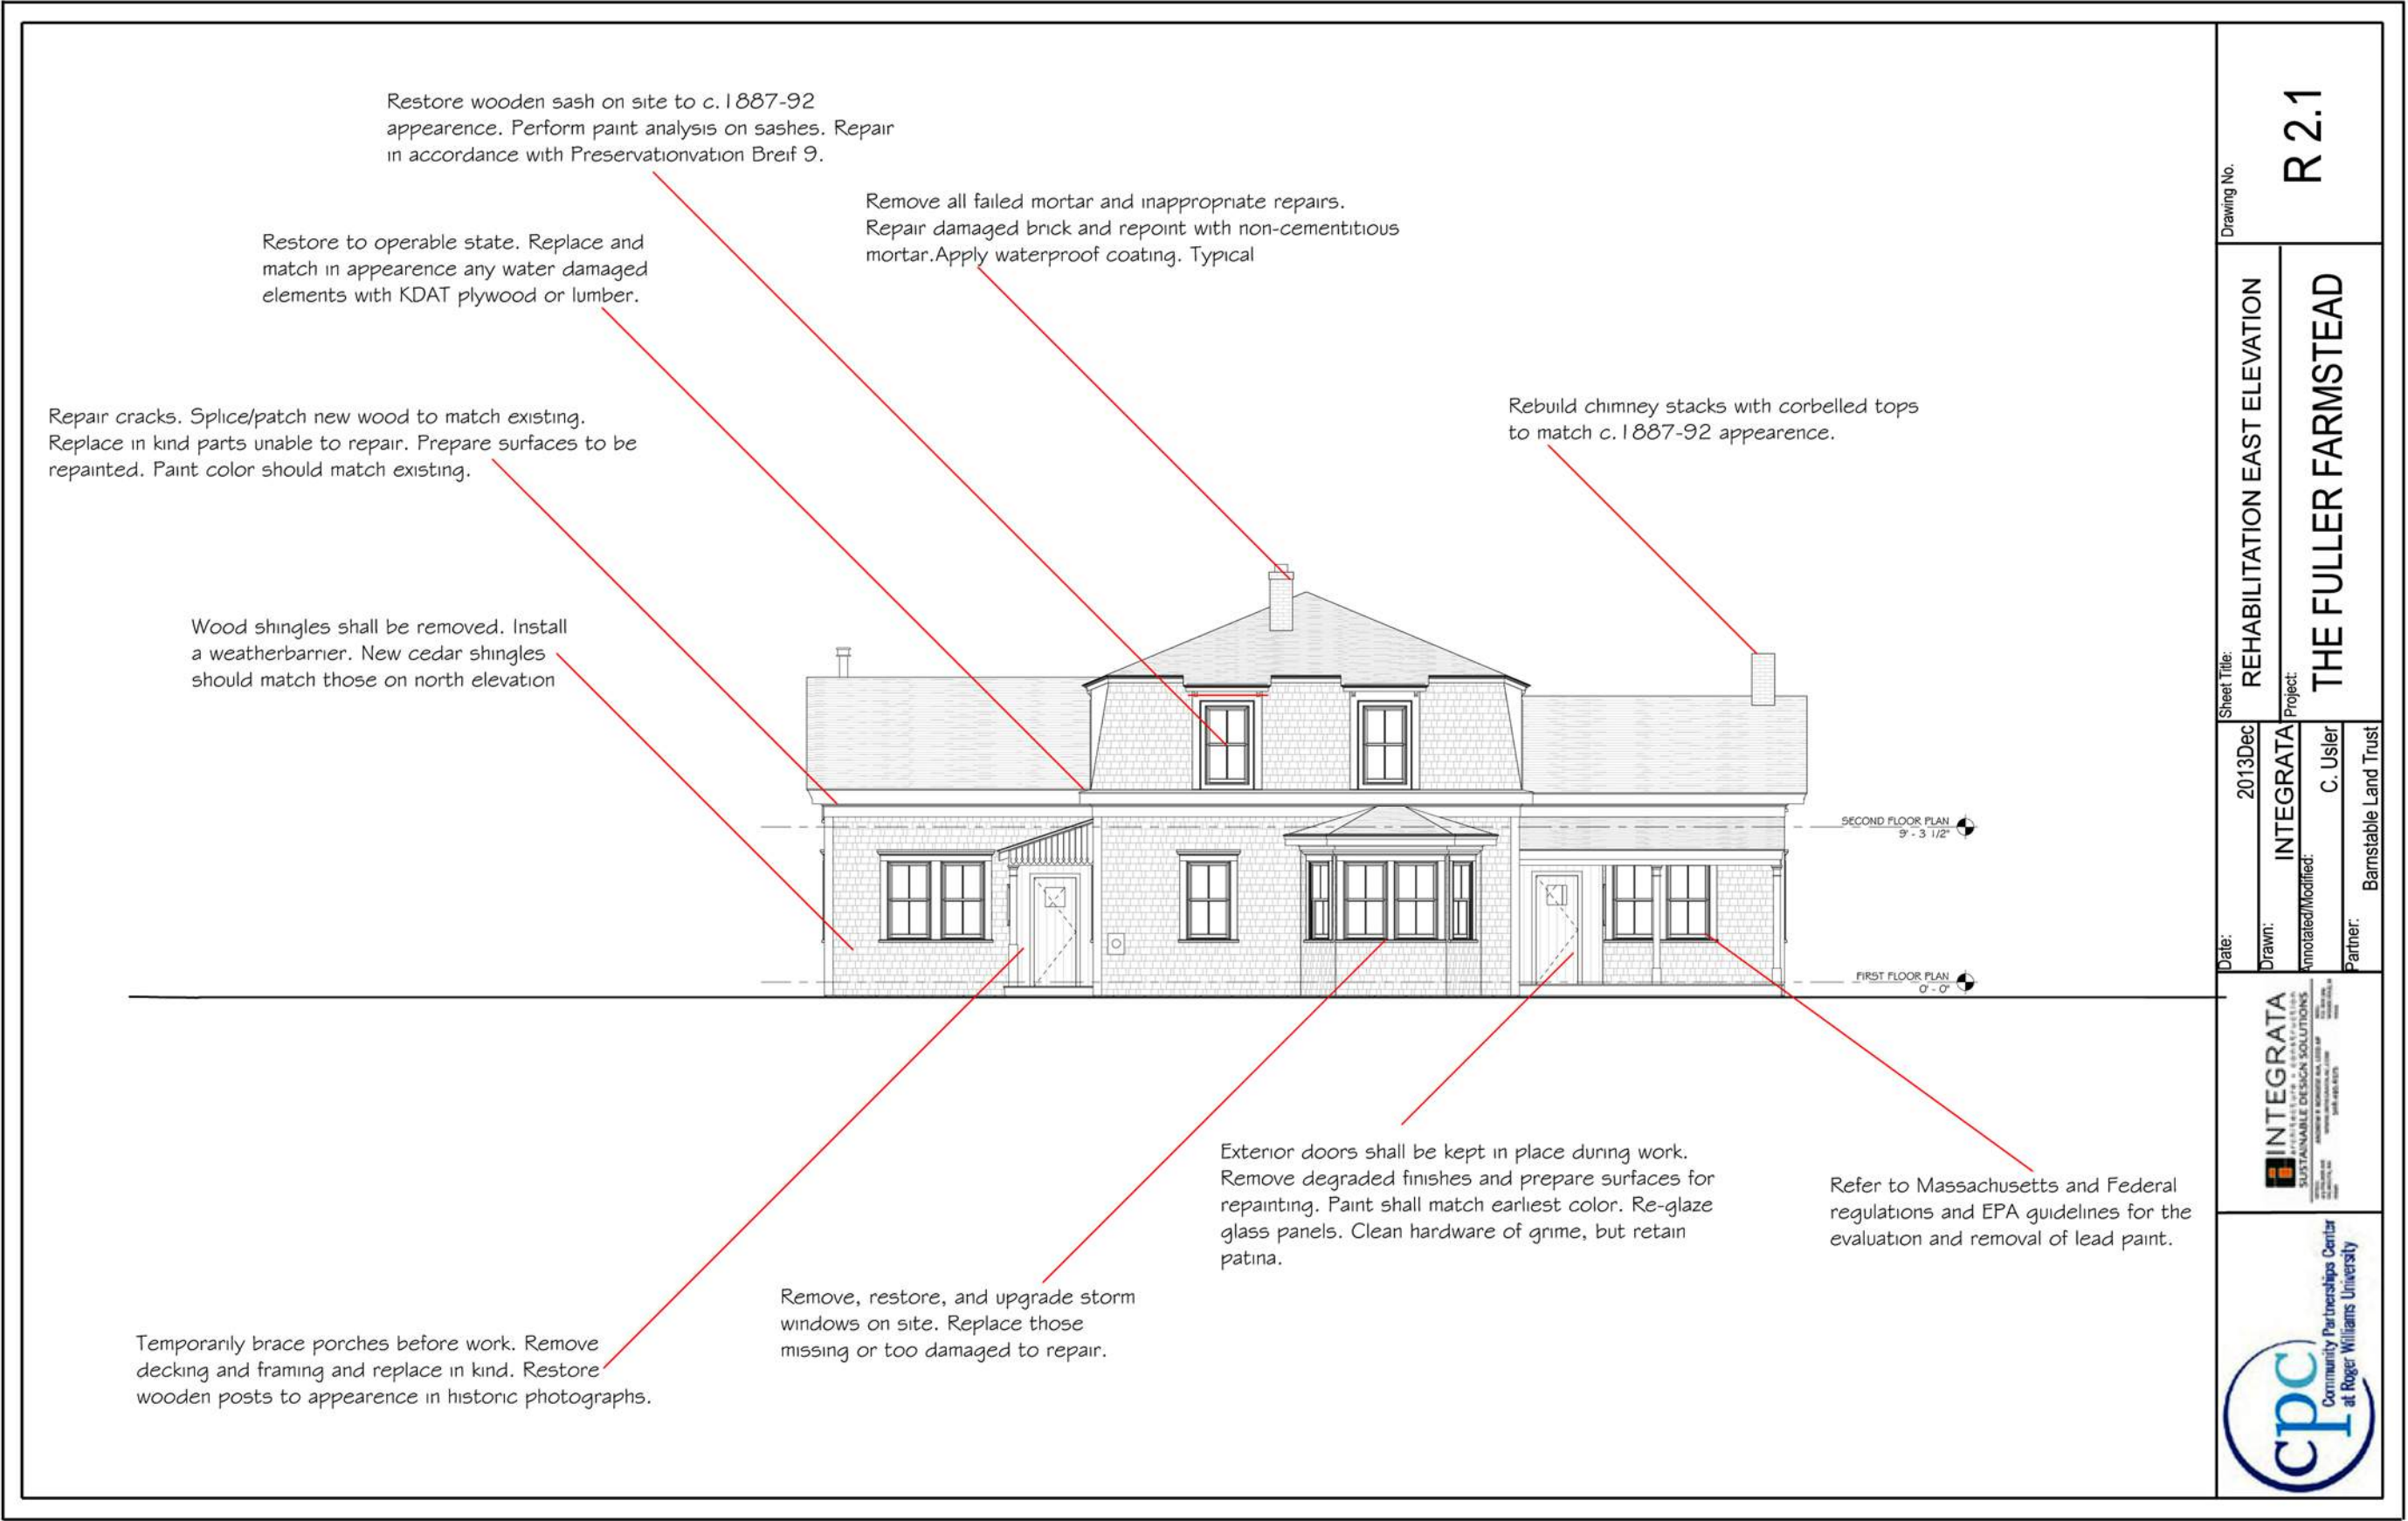 Restore wooden sash on site to c.1887-92
appearence. Perform paint analysis on sashes. Repair
in accordance with Preservationvation Breif 9.
Remove all failed mortar and inappropriate repairs.
Repair damaged brick and repoint with non-cementitious
mortar.Apply waterproof coating. Typical
Restore to operable state. Replace and
match in appearence any water damaged
elements with KDAT plywood or lumber.
Repair cracks. Splice/patch new wood to match existing.
Replace in kind parts unable to repair. Prepare surfaces to be
repainted. Paint color should match existing.
Rebuild chimney stacks with corbelled tops
to match c.1887-92 appearence.
Wood shingles shall be removed. Install
a weatherbarrier. New cedar shingles
should match those on north elevation
SECOND FLOOR PLAN
9' - 3 1/2"
FIRST FLOOR PLAN
0' - 0"
Exterior doors shall be kept in place during work.
Remove degraded finishes and prepare surfaces for
repainting. Paint shall match earliest color. Re-glaze
glass panels. Clean hardware of grime, but retain
patina.
Refer to Massachusetts and Federal
regulations and EPA guidelines for the
evaluation and removal of lead paint.
Remove, restore, and upgrade storm
windows on site. Replace those
missing or too damaged to repair.
Temporarily brace porches before work. Remove
decking and framing and replace in kind. Restore
wooden posts to appearence in historic photographs.
Drawing No.
R 2.1
Sheet Title:
REHABILITATION EAST ELEVATION
Project:
THE FULLER FARMSTEAD
Date:
2013Dec
Drawn:
INTEGRATA
Annotated/Modified:
C. Usler
Partner:
Barnstable Land Trust
INTEGRATA
architecture + construction
SUSTAINABLE DESIGN SOLUTIONS
cpc
Community Partnerships Center
at Roger Williams University